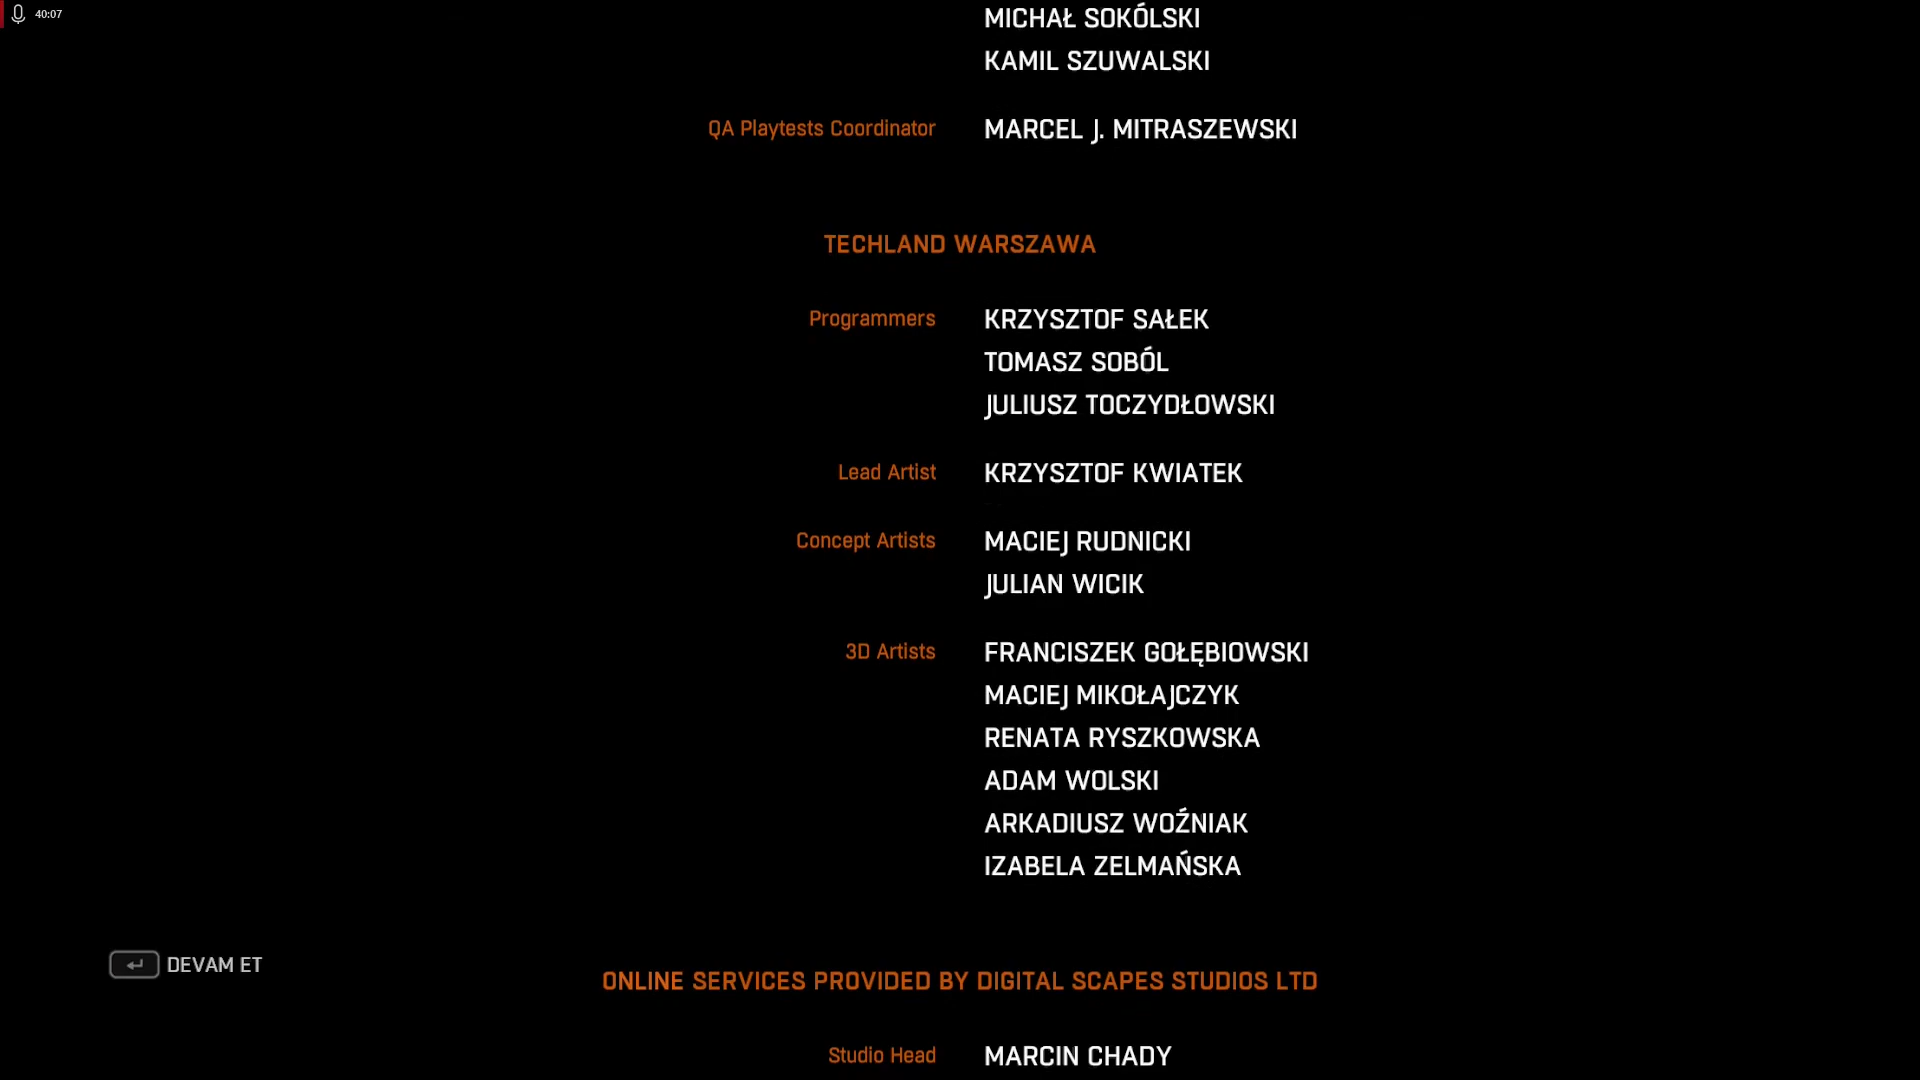 40:07
MICHAŁ SOKÓLSKI
KAMIL SZUWALSKI
QA Playtests Coordinator MARCEL J. MITRASZEWSKI
TECHLAND WARSZAWA
Programmers KRZYSZTOF SAŁEK
TOMASZ SOBÓL
JULIUSZ TOCZYDŁOWSKI
Lead Artist KRZYSZTOF KWIATEK
Concept Artists MACIEJ RUDNICKI
JULIAN WICIK
3D Artists FRANCISZEK GOŁĘBIOWSKI
MACIEJ MIKOŁAJCZYK
RENATA RYSZKOWSKA
ADAM WOLSKI
ARKADIUSZ WOŹNIAK
IZABELA ZELMAŃSKA
DEVAM ET
ONLINE SERVICES PROVIDED BY DIGITAL SCAPES STUDIOS LTD
Studio Head MARCIN CHADY